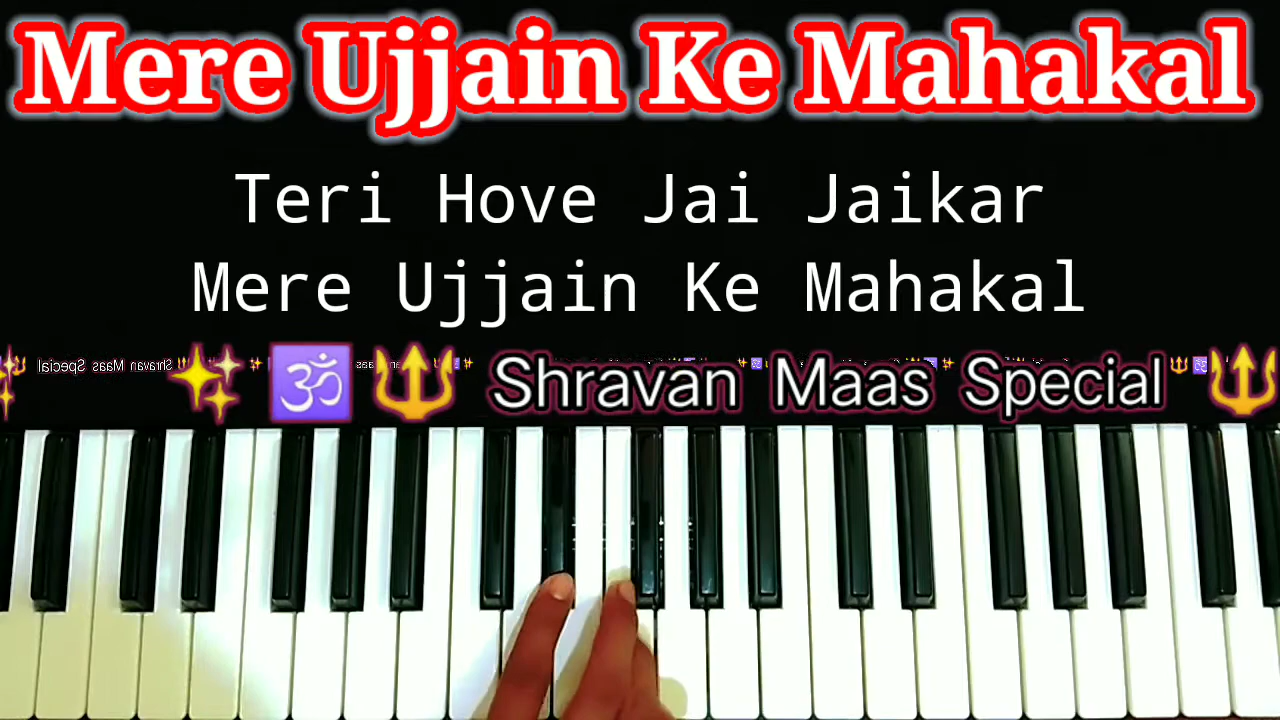 Mere Ujjain Ke Mahakal
Teri Hove Jai Jaikar
Mere Ujjain Ke Mahakal
✨ 🕉 🔱 Shravan Maas Special 🔱